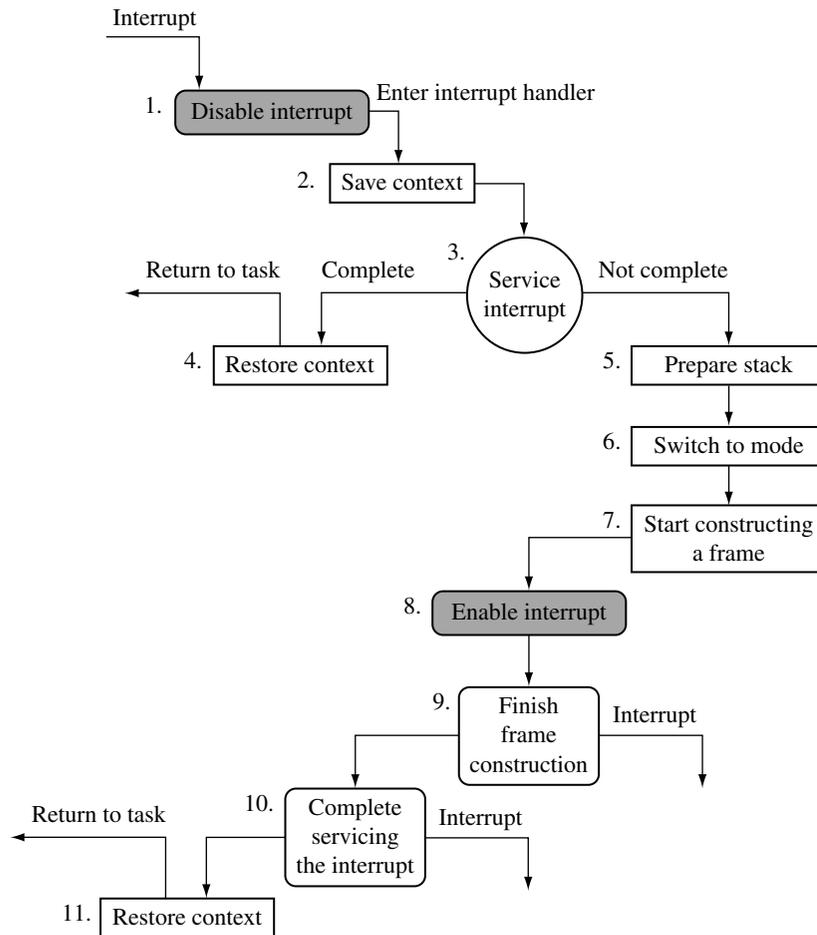 Interrupt
1. Disable interrupt
Enter interrupt handler
2. Save context
3. Service
interrupt
Return to task
Complete
Not complete
4. Restore context
5. Prepare stack
6. Switch to mode
7. Start constructing
a frame
8. Enable interrupt
9. Finish
frame
construction
Interrupt
10. Complete
servicing
the interrupt
Return to task
Interrupt
11. Restore context